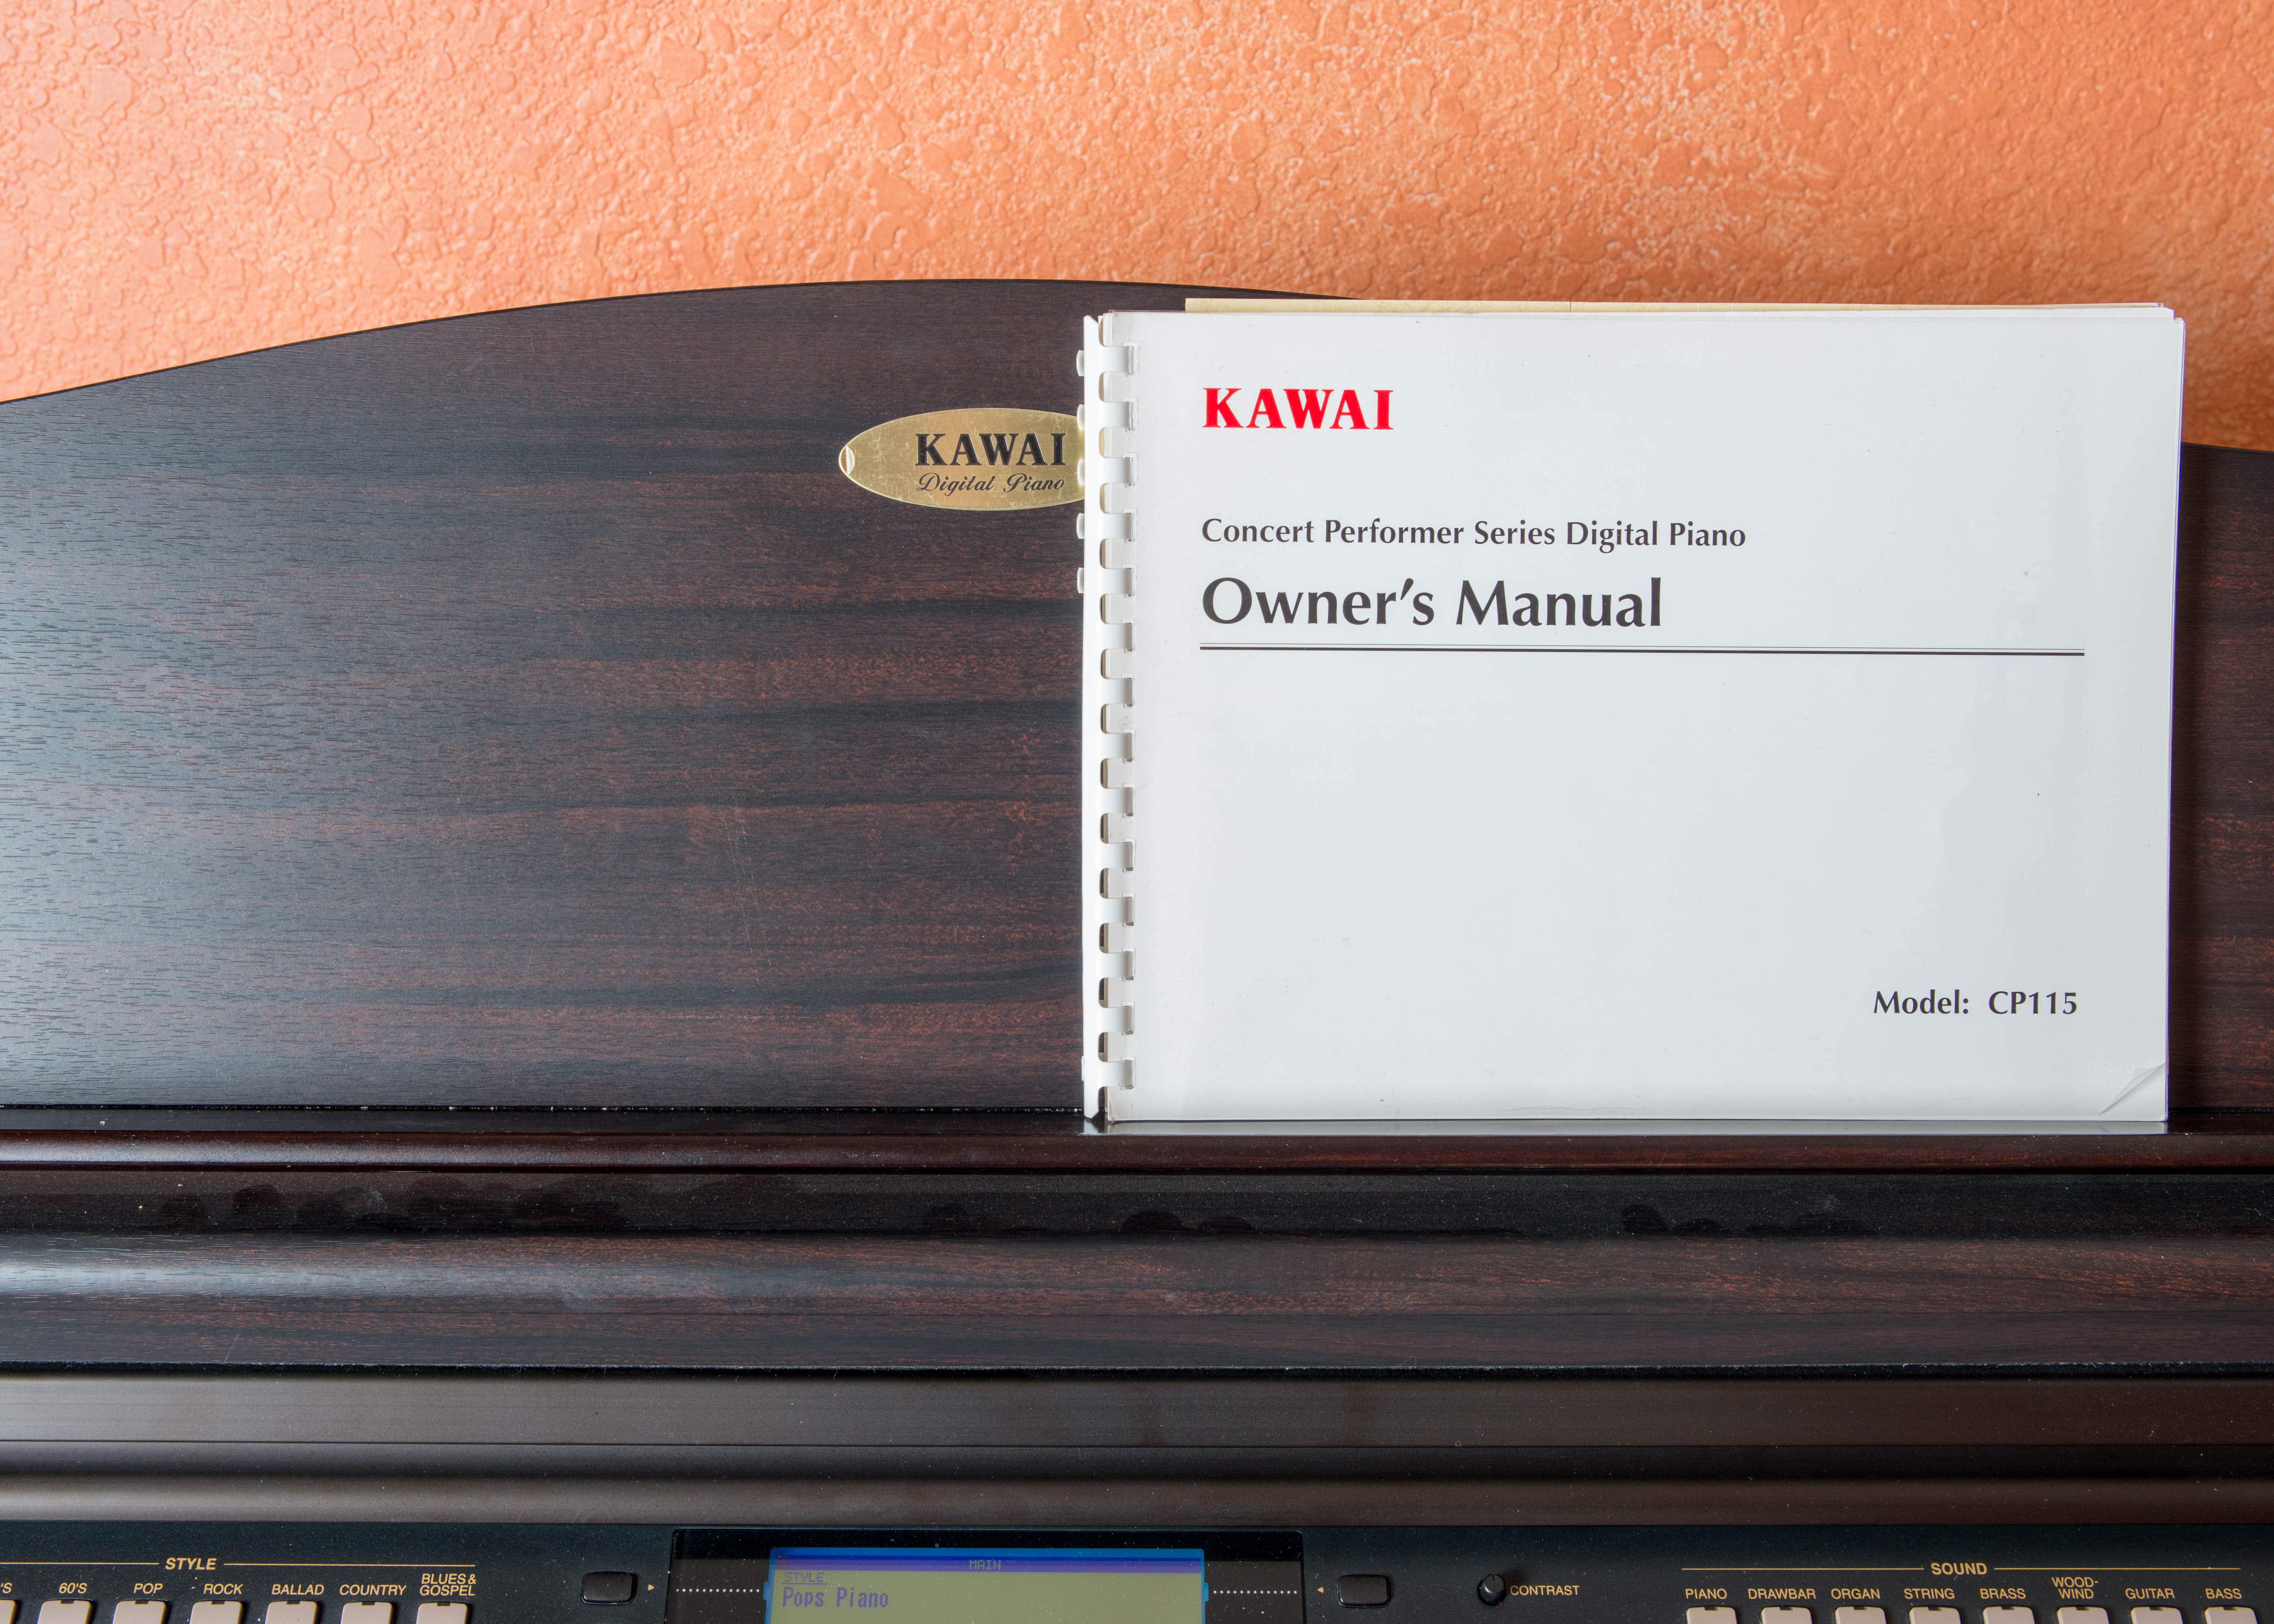 KAWAI
Digital Piano
KAWAI
Concert Performer Series Digital Piano
Owner's Manual
Model: CP115
STYLE
'S
60'S
POP
ROCK
BALLAD
COUNTRY
BLUES &
GOSPEL
MAIN
STYLE
Pops Piano
CONTRAST
SOUND
PIANO
DRAWBAR
ORGAN
STRING
BRASS
WOOD-
WIND
GUITAR
BASS